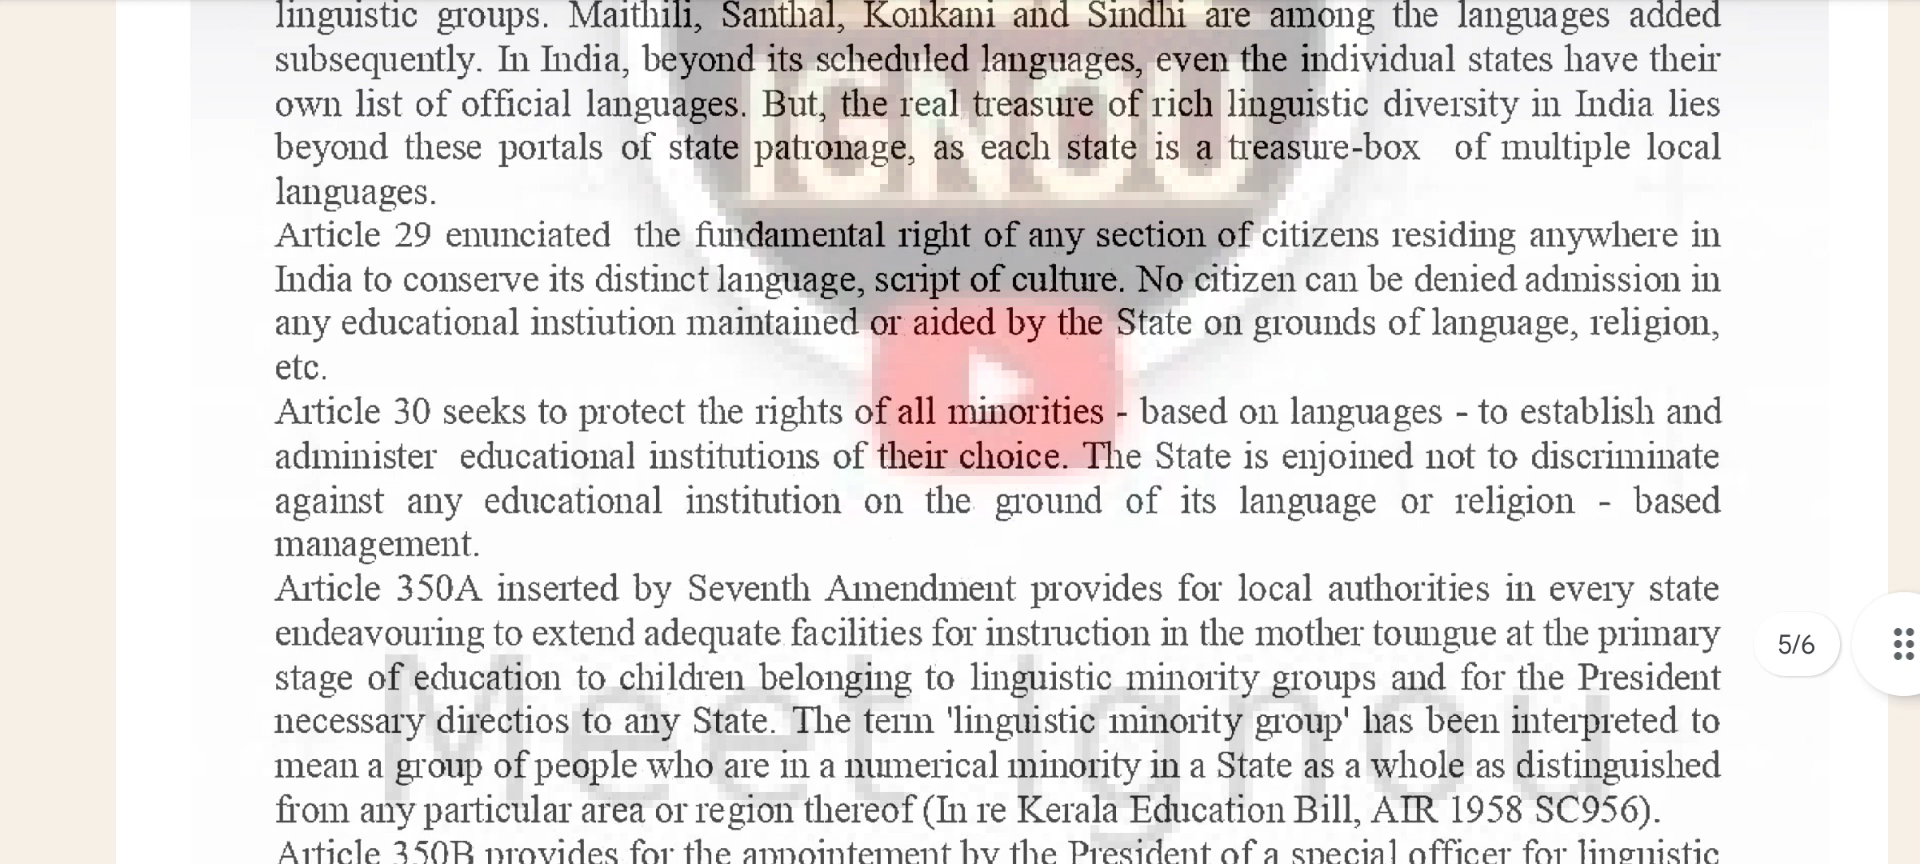 linguistic groups. Maithili, Santhal, Konkani and Sindhi are among the languages added
subsequently. In India, beyond its scheduled languages, even the individual states have their
own list of official languages. But, the real treasure of rich linguistic diversity in India lies
beyond these portals of state patronage, as each state is a treasure-box of multiple local
languages.
Article 29 enunciated the fundamental right of any section of citizens residing anywhere in
India to conserve its distinct language, script of culture. No citizen can be denied admission in
any educational instiution maintained or aided by the State on grounds of language, religion,
etc.
Article 30 seeks to protect the rights of all minorities - based on languages - to establish and
administer educational institutions of their choice. The State is enjoined not to discriminate
against any educational institution on the ground of its language or religion - based
management.
Article 350A inserted by Seventh Amendment provides for local authorities in every state
endeavouring to extend adequate facilities for instruction in the mother toungue at the primary
stage of education to children belonging to linguistic minority groups and for the President
necessary directios to any State. The term 'linguistic minority group' has been interpreted to
mean a group of people who are in a numerical minority in a State as a whole as distinguished
from any particular area or region thereof (In re Kerala Education Bill, AIR 1958 SC956).
Article 350B provides for the appointement by the President of a special officer for linguistic
IGNOU
Meet Ignou
5/6